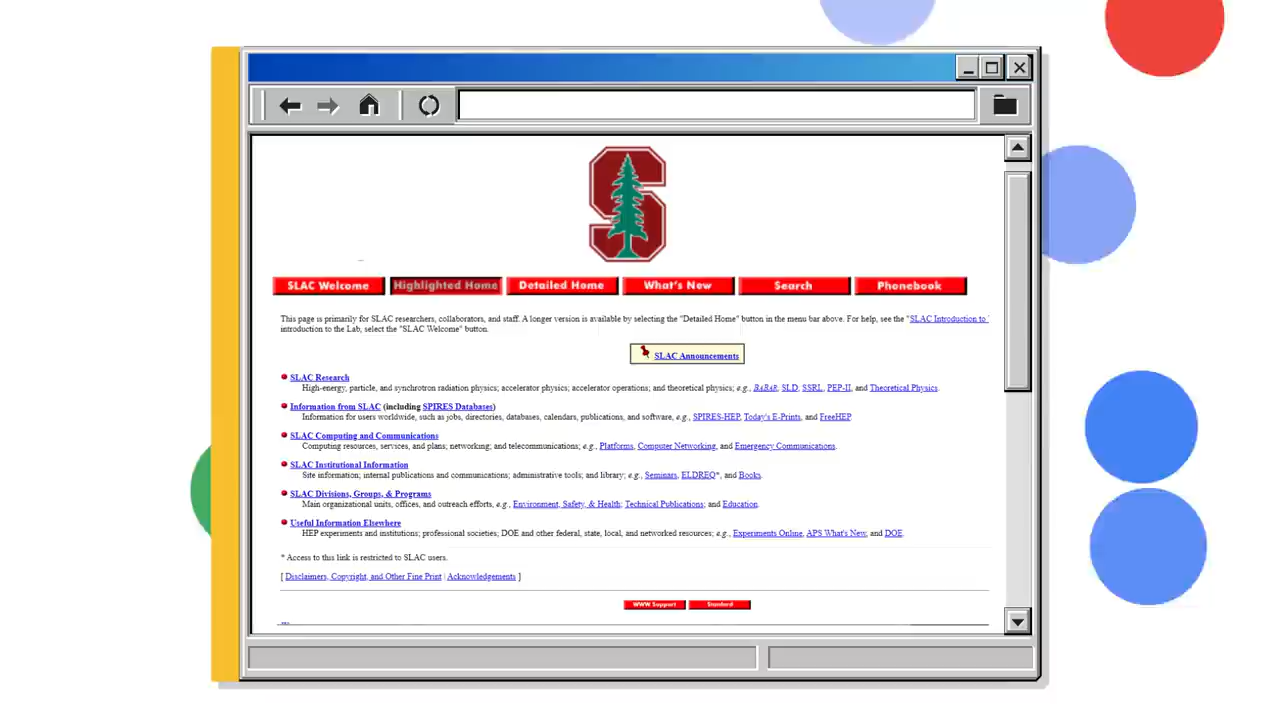 S
SLAC Welcome Highlighted Home Detailed Home What's New Search Phonebook
This page is primarily for SLAC researchers, collaborators, and staff. A longer version is available by selecting the "Detailed Home" button in the menu bar above. For help, see the "SLAC Introduction to
introduction to the Lab, select the "SLAC Welcome" button.
SLAC Announcements
SLAC Research
High-energy, particle, and synchrotron radiation physics; accelerator physics; accelerator operations; and theoretical physics; e.g., BABAR, SLD, SSRL, PEP-II, and Theoretical Physics.
Information from SLAC (including SPIRES Databases)
Information for users worldwide, such as jobs, directories, databases, calendars, publications, and software, e.g., SPIRES-HEP, Today's E-Prints, and FreeHEP.
SLAC Computing and Communications
Computing resources, services, and plans; networking; and telecommunications; e.g., Platforms, Computer Networking, and Emergency Communications.
SLAC Institutional Information
Site information; internal publications and communications; administrative tools; and library; e.g., Seminars, ELDREQ*, and Books.
SLAC Divisions, Groups, & Programs
Main organizational units, offices, and outreach efforts, e.g., Environment, Safety, & Health; Technical Publications; and Education.
Useful Information Elsewhere
HEP experiments and institutions; professional societies; DOE and other federal, state, local, and networked resources; e.g., Experiments Online, APS What's New, and DOE.
* Access to this link is restricted to SLAC users.
[ Disclaimers, Copyright, and Other Fine Print | Acknowledgements ]
WWW Support Stanford